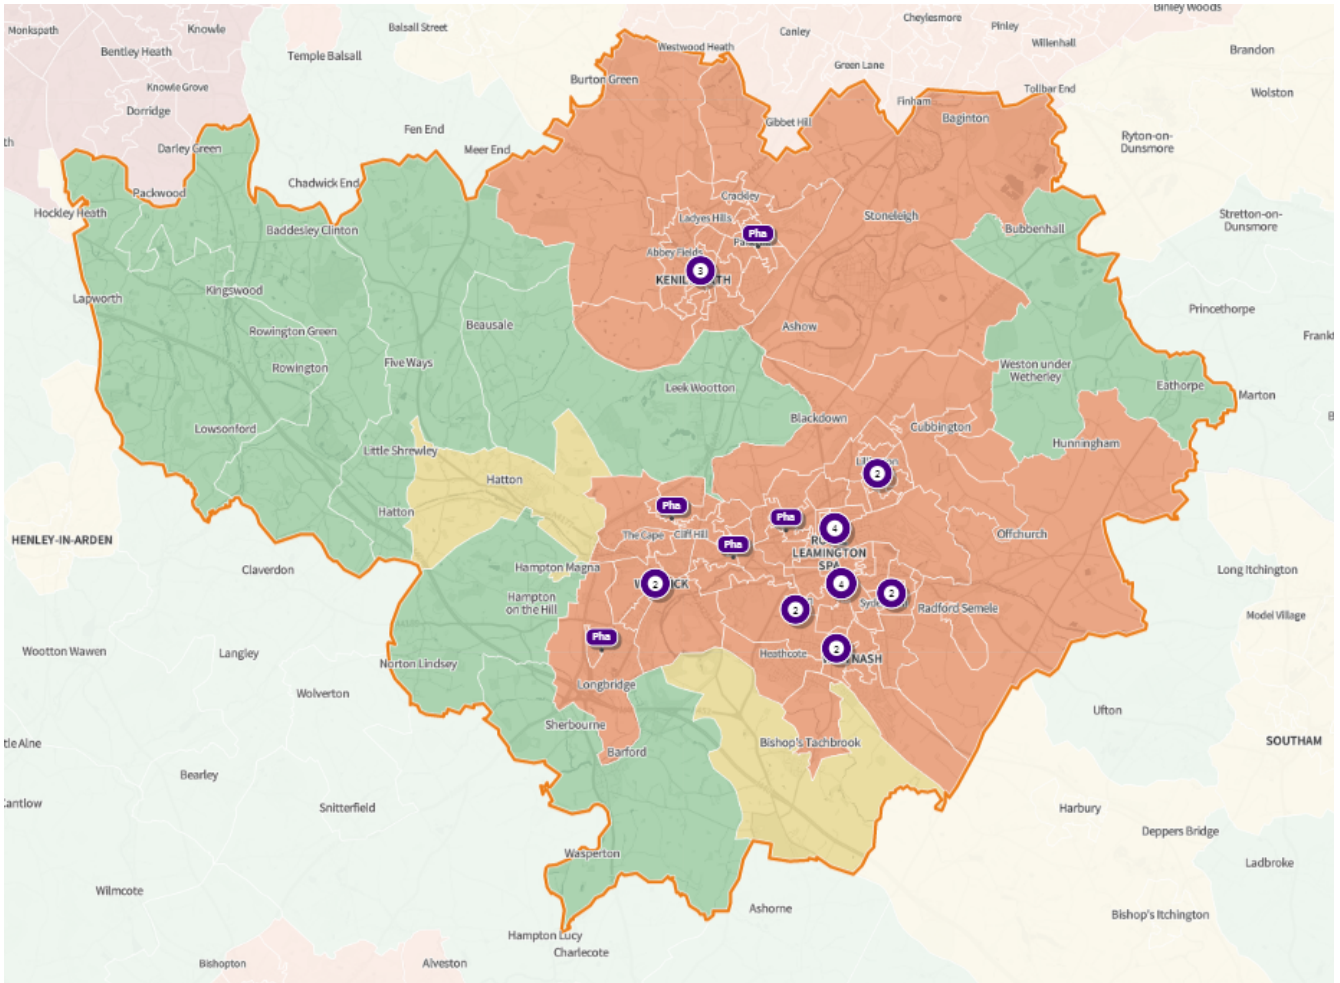 Monkspath
Knowle
Balsall Street
Cheylesmore
Binley Woods
Canley
Pinley
Willenhall
Bentley Heath
Temple Balsall
Westwood Heath
Brandon
Green Lane
Burton Green
Knowle Grove
Tollbar End
Wolston
Finham
Dorridge
Baginton
Gibbet Hill
Fen End
th
Ryton-on-
Dunsmore
Darley Green
Meer End
Chadwick End
Packwood
Crackley
Hockley Heath
Ladyes Hills
Stoneleigh
Stretton-on-
Dunsmore
Baddesley Clinton
Bubbenhall
Pha
Abbey Fields
3
Kingswood
Lapworth
Princethorpe
Beausale
Ashow
Rowington Green
Five Ways
Rowington
Weston under
Wetherley
Leek Wootton
Eathorpe
Marton
Blackdown
Lowsonford
Cubbington
Hunningham
Little Shrewley
2
Hatton
Pha
Hatton
Pha
4
The Cape
Cliff Hill
Offchurch
HENLEY-IN-ARDEN
Pha
LEAMINGTON
SPA
Claverdon
Hampton Magna
Long Itchington
2
4
2
Hampton
on the Hill
2
Radford Semele
Model Village
Pha
Wootton Wawen
Langley
Heathcote
2
Norton Lindsey
Longbridge
Wolverton
Ufton
Sherbourne
tle Alne
Bishop's Tachbrook
Barford
SOUTHAM
Bearley
Cantlow
Snitterfield
Harbury
Deppers Bridge
Wasperton
Ladbroke
Wilmcote
Ashorne
Bishop's Itchington
Hampton Lucy
Charlecote
Bishopton
Alveston